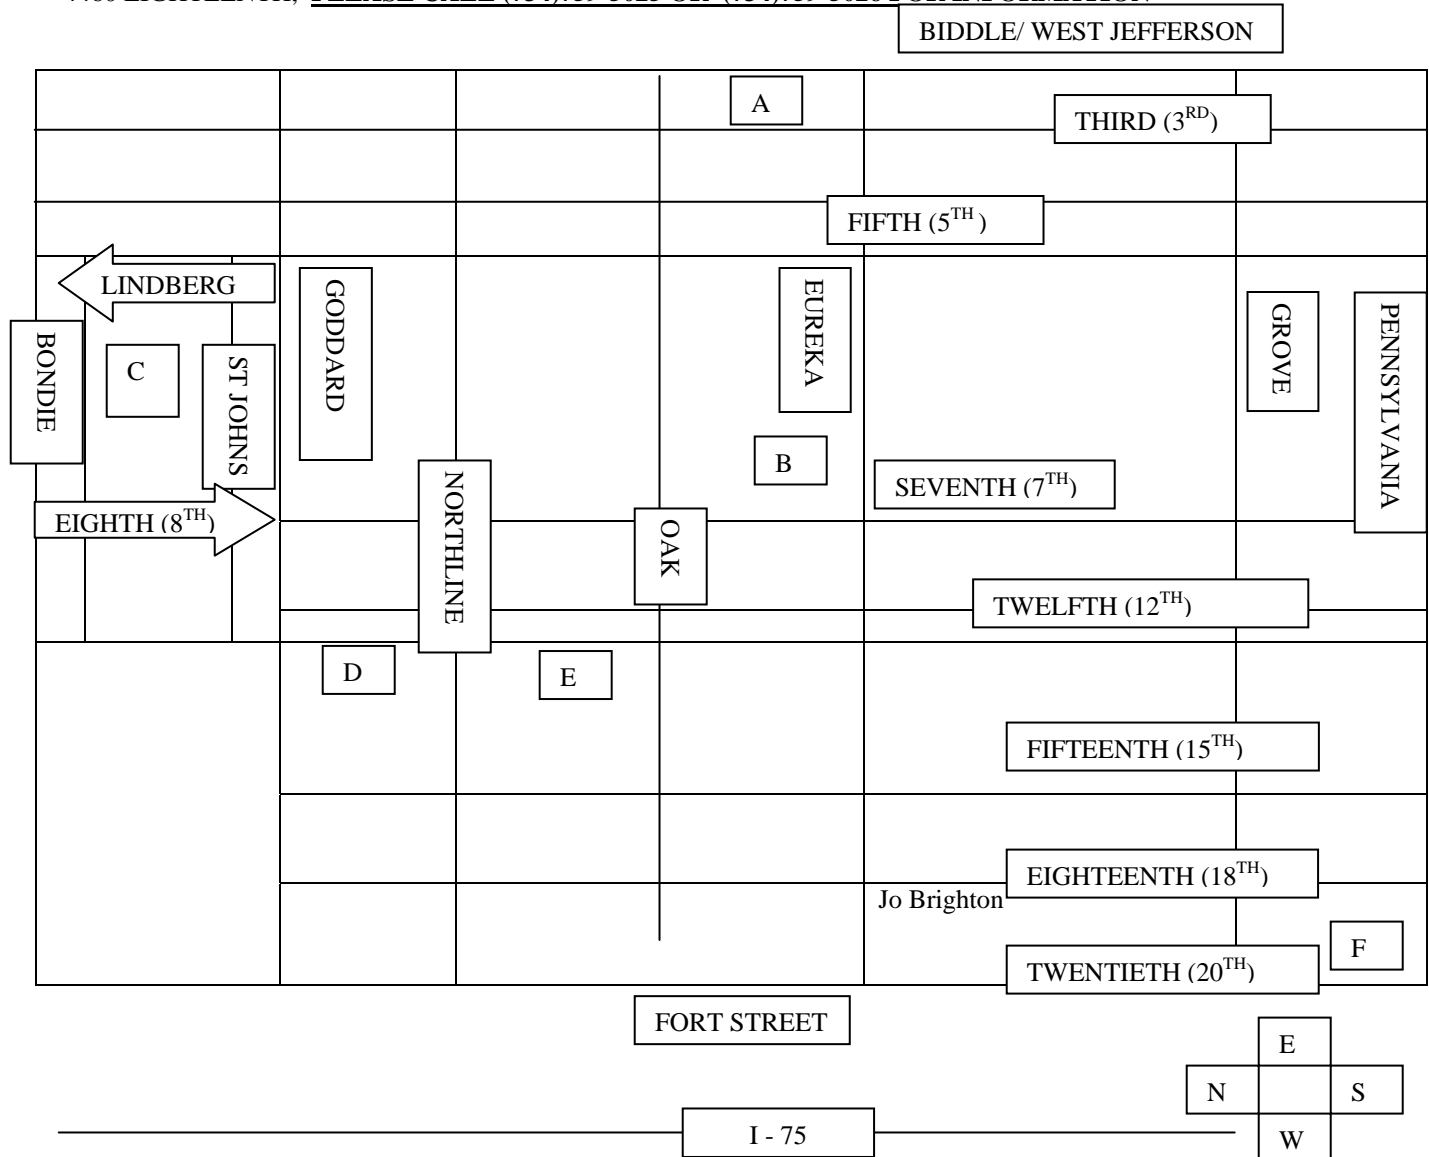 EIGHTEENTH,
BIDDLE/ WEST JEFFERSON
A
THIRD (3RD)
FIFTH (5TH )
LINDBERG
GODDARD
EUREKA
GROVE
PENNSYLVANIA
BONDIE
C
ST JOHNS
B
NORTHLINE
SEVENTH (7TH)
EIGHTH (8TH)
OAK
TWELFTH (12TH)
D
E
FIFTEENTH (15TH)
EIGHTEENTH (18TH)
Jo Brighton
F
TWENTIETH (20TH)
FORT STREET
E
N S
I - 75
W